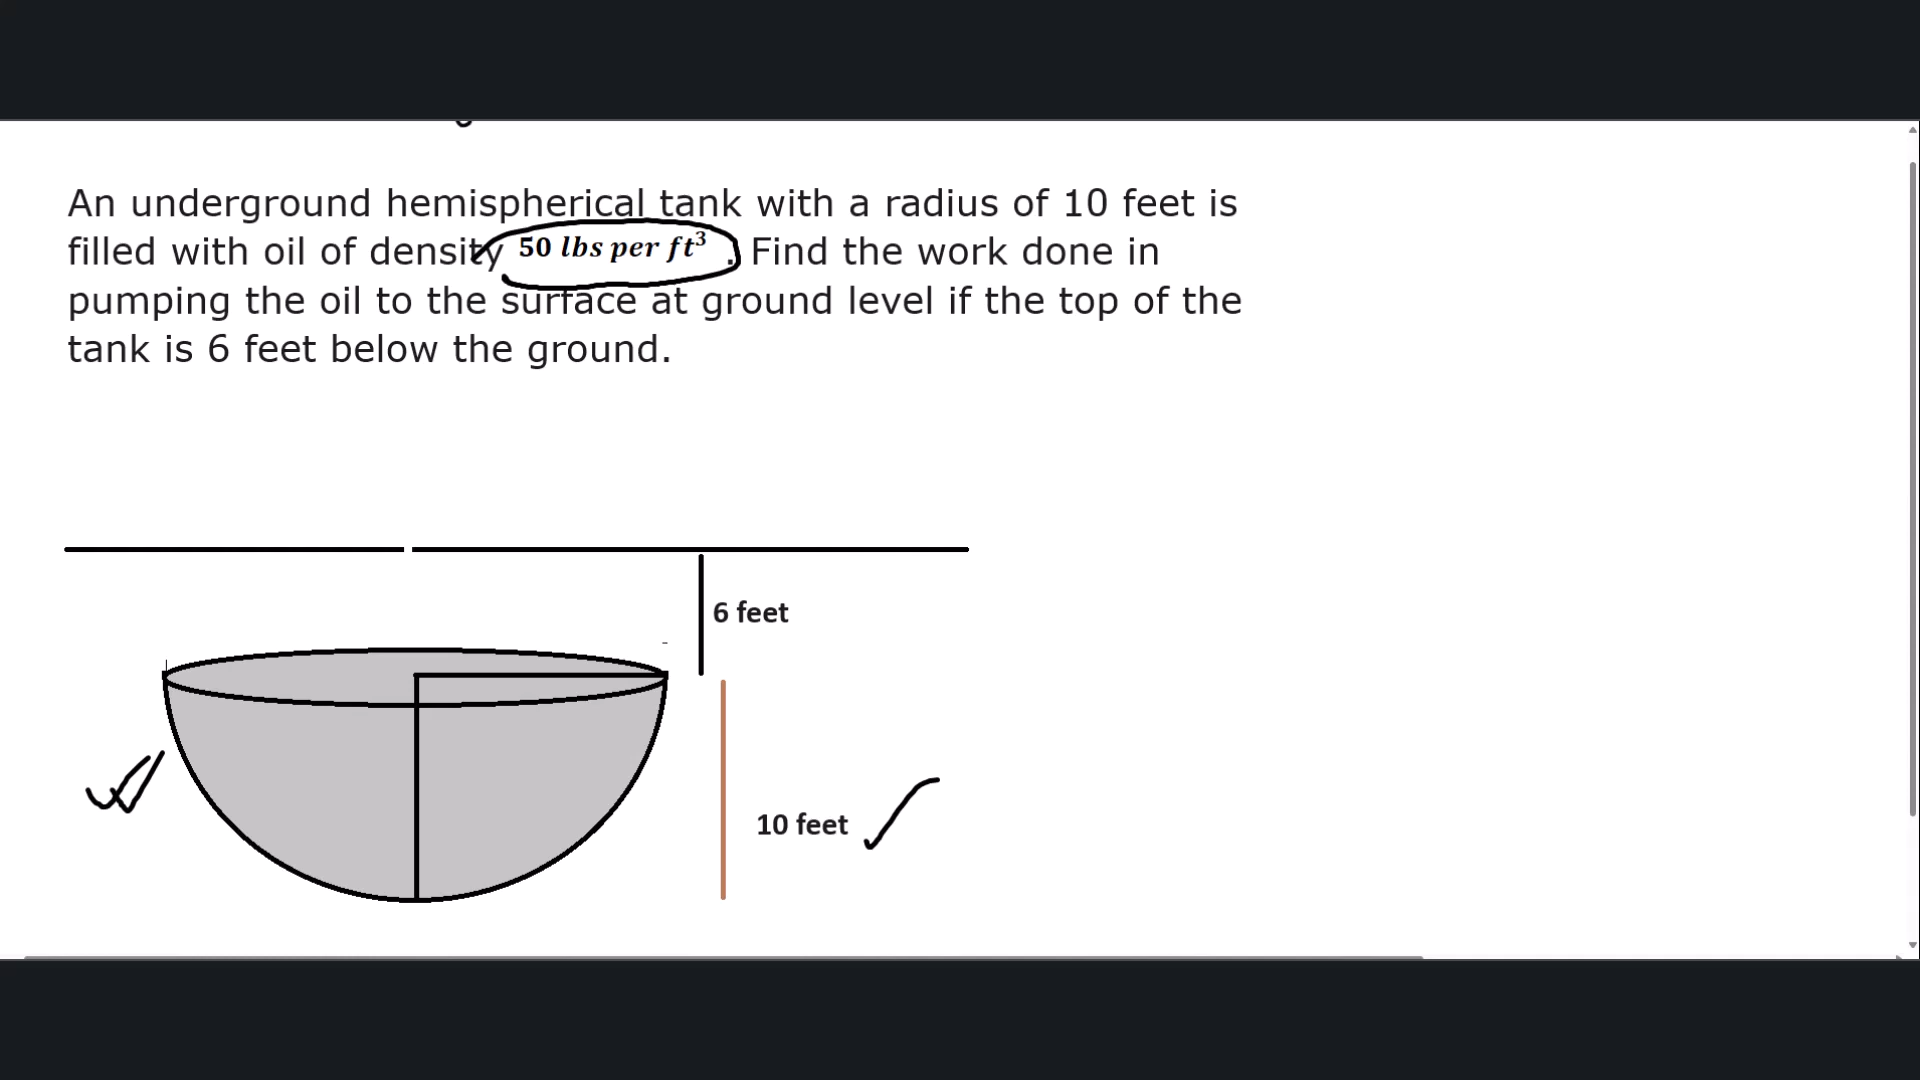 An underground hemispherical tank with a radius of 10 feet is
filled with oil of density 50 lbs per ft³ . Find the work done in
pumping the oil to the surface at ground level if the top of the
tank is 6 feet below the ground.
6 feet
10 feet